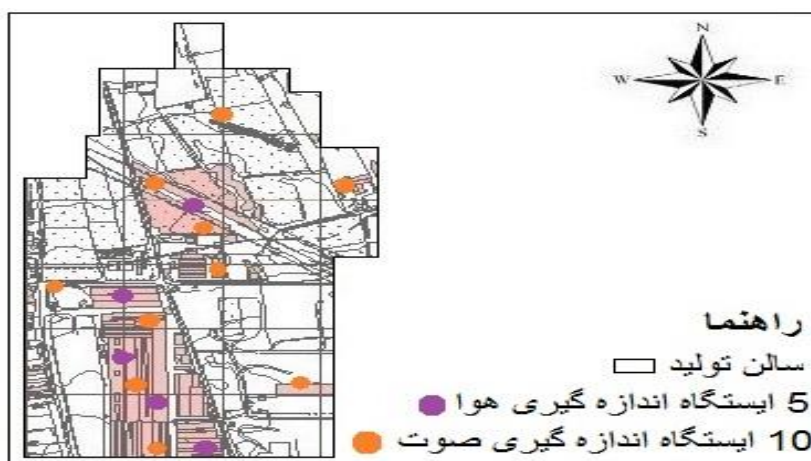 N
W E
S
راهنما
سالن تولید
5 ایستگاه اندازه گیری هوا
10 ایستگاه اندازه گیری صوت